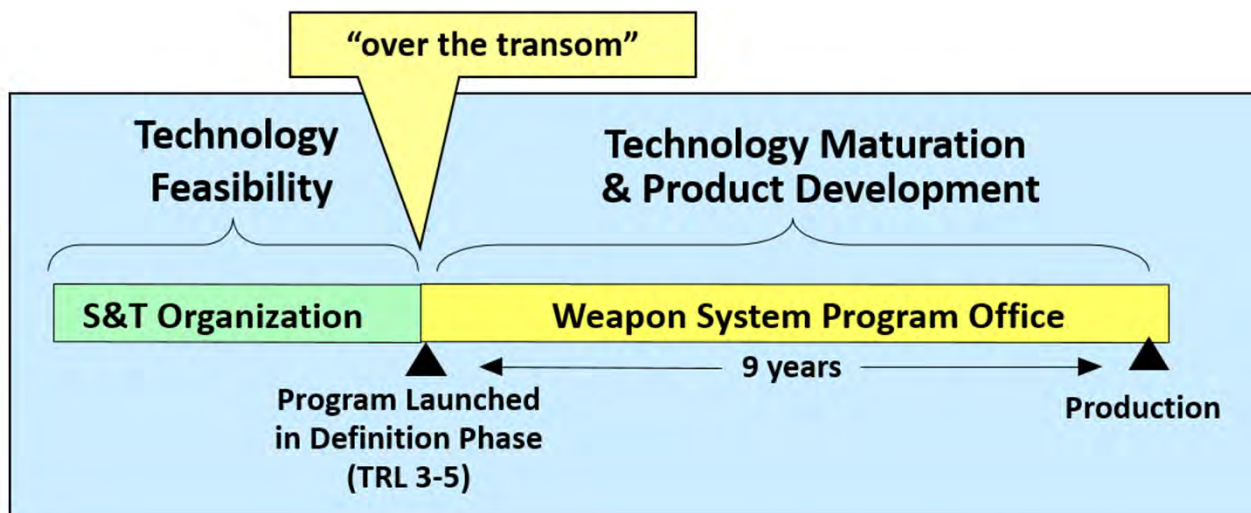 “over the transom”
Technology
Feasibility
Technology Maturation
& Product Development
S&T Organization
Weapon System Program Office
9 years
Program Launched
in Definition Phase
(TRL 3-5)
Production